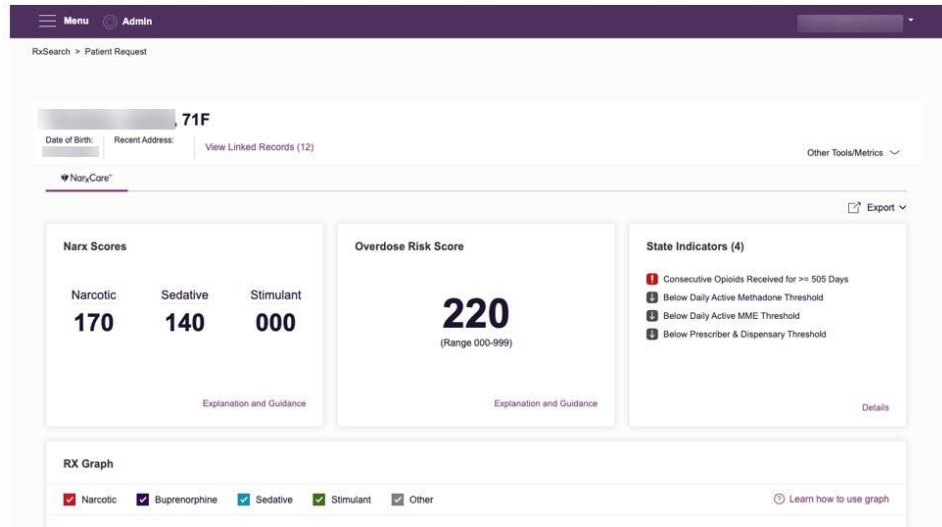 Menu Admin
RxSearch > Patient Request
, 71F
Date of Birth: Recent Address: View Linked Records (12)
Other Tools/Metrics
NarxCare™
Export
Narx Scores
Narcotic Sedative Stimulant
170 140 000
Explanation and Guidance
Overdose Risk Score
220
(Range 000-999)
Explanation and Guidance
State Indicators (4)
Consecutive Opioids Received for >= 505 Days
Below Daily Active Methadone Threshold
Below Daily Active MME Threshold
Below Prescriber & Dispensary Threshold
Details
RX Graph
Narcotic Buprenorphine Sedative Stimulant Other
Learn how to use graph